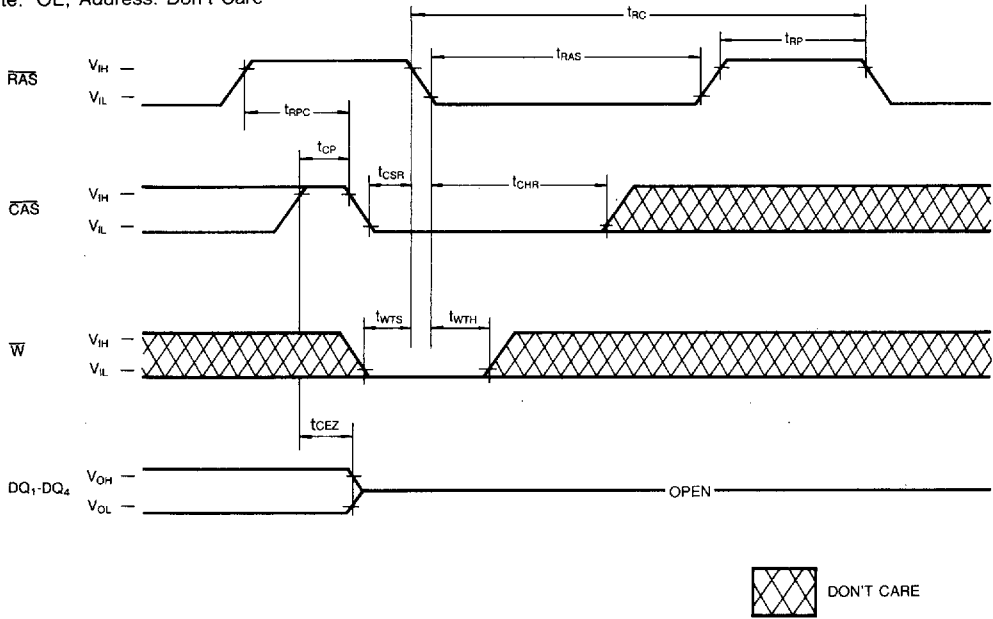 te: OE, Address: Don't Care
tRC
tRP
tRAS
RAS
VIH
VIL
tRPC
tCP
tCSR
tCHR
CAS
VIH
VIL
tWTS
tWTH
W
VIH
VIL
tCEZ
DQ1-DQ4
VOH
VOL
OPEN
DON'T CARE